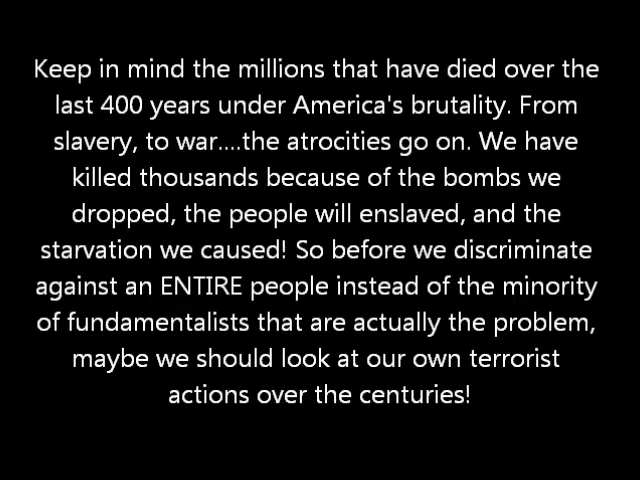 Keep in mind the millions that have died over the
last 400 years under America's brutality. From
slavery, to war....the atrocities go on. We have
killed thousands because of the bombs we
dropped, the people will enslaved, and the
starvation we caused! So before we discriminate
against an ENTIRE people instead of the minority
of fundamentalists that are actually the problem,
maybe we should look at our own terrorist
actions over the centuries!